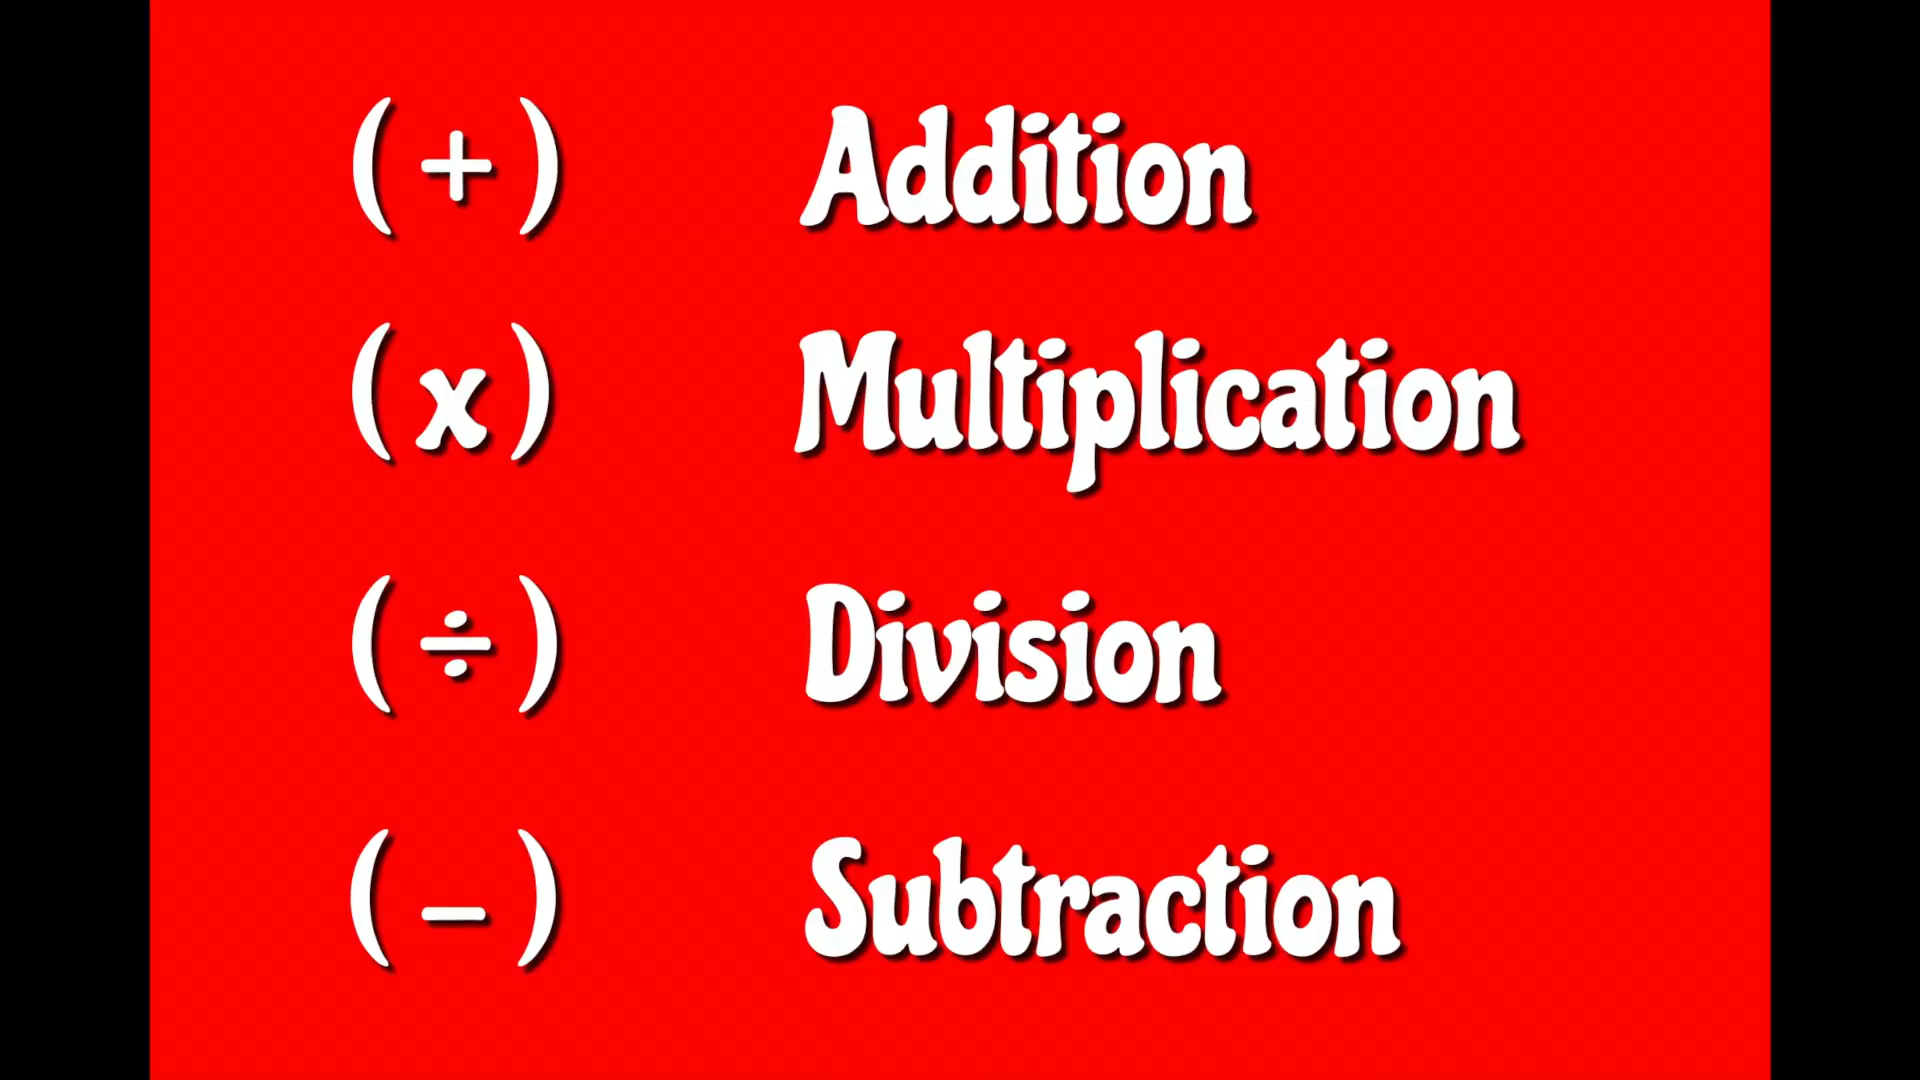 ( + ) Addition
( x ) Multiplication
( ÷ ) Division
( - ) Subtraction